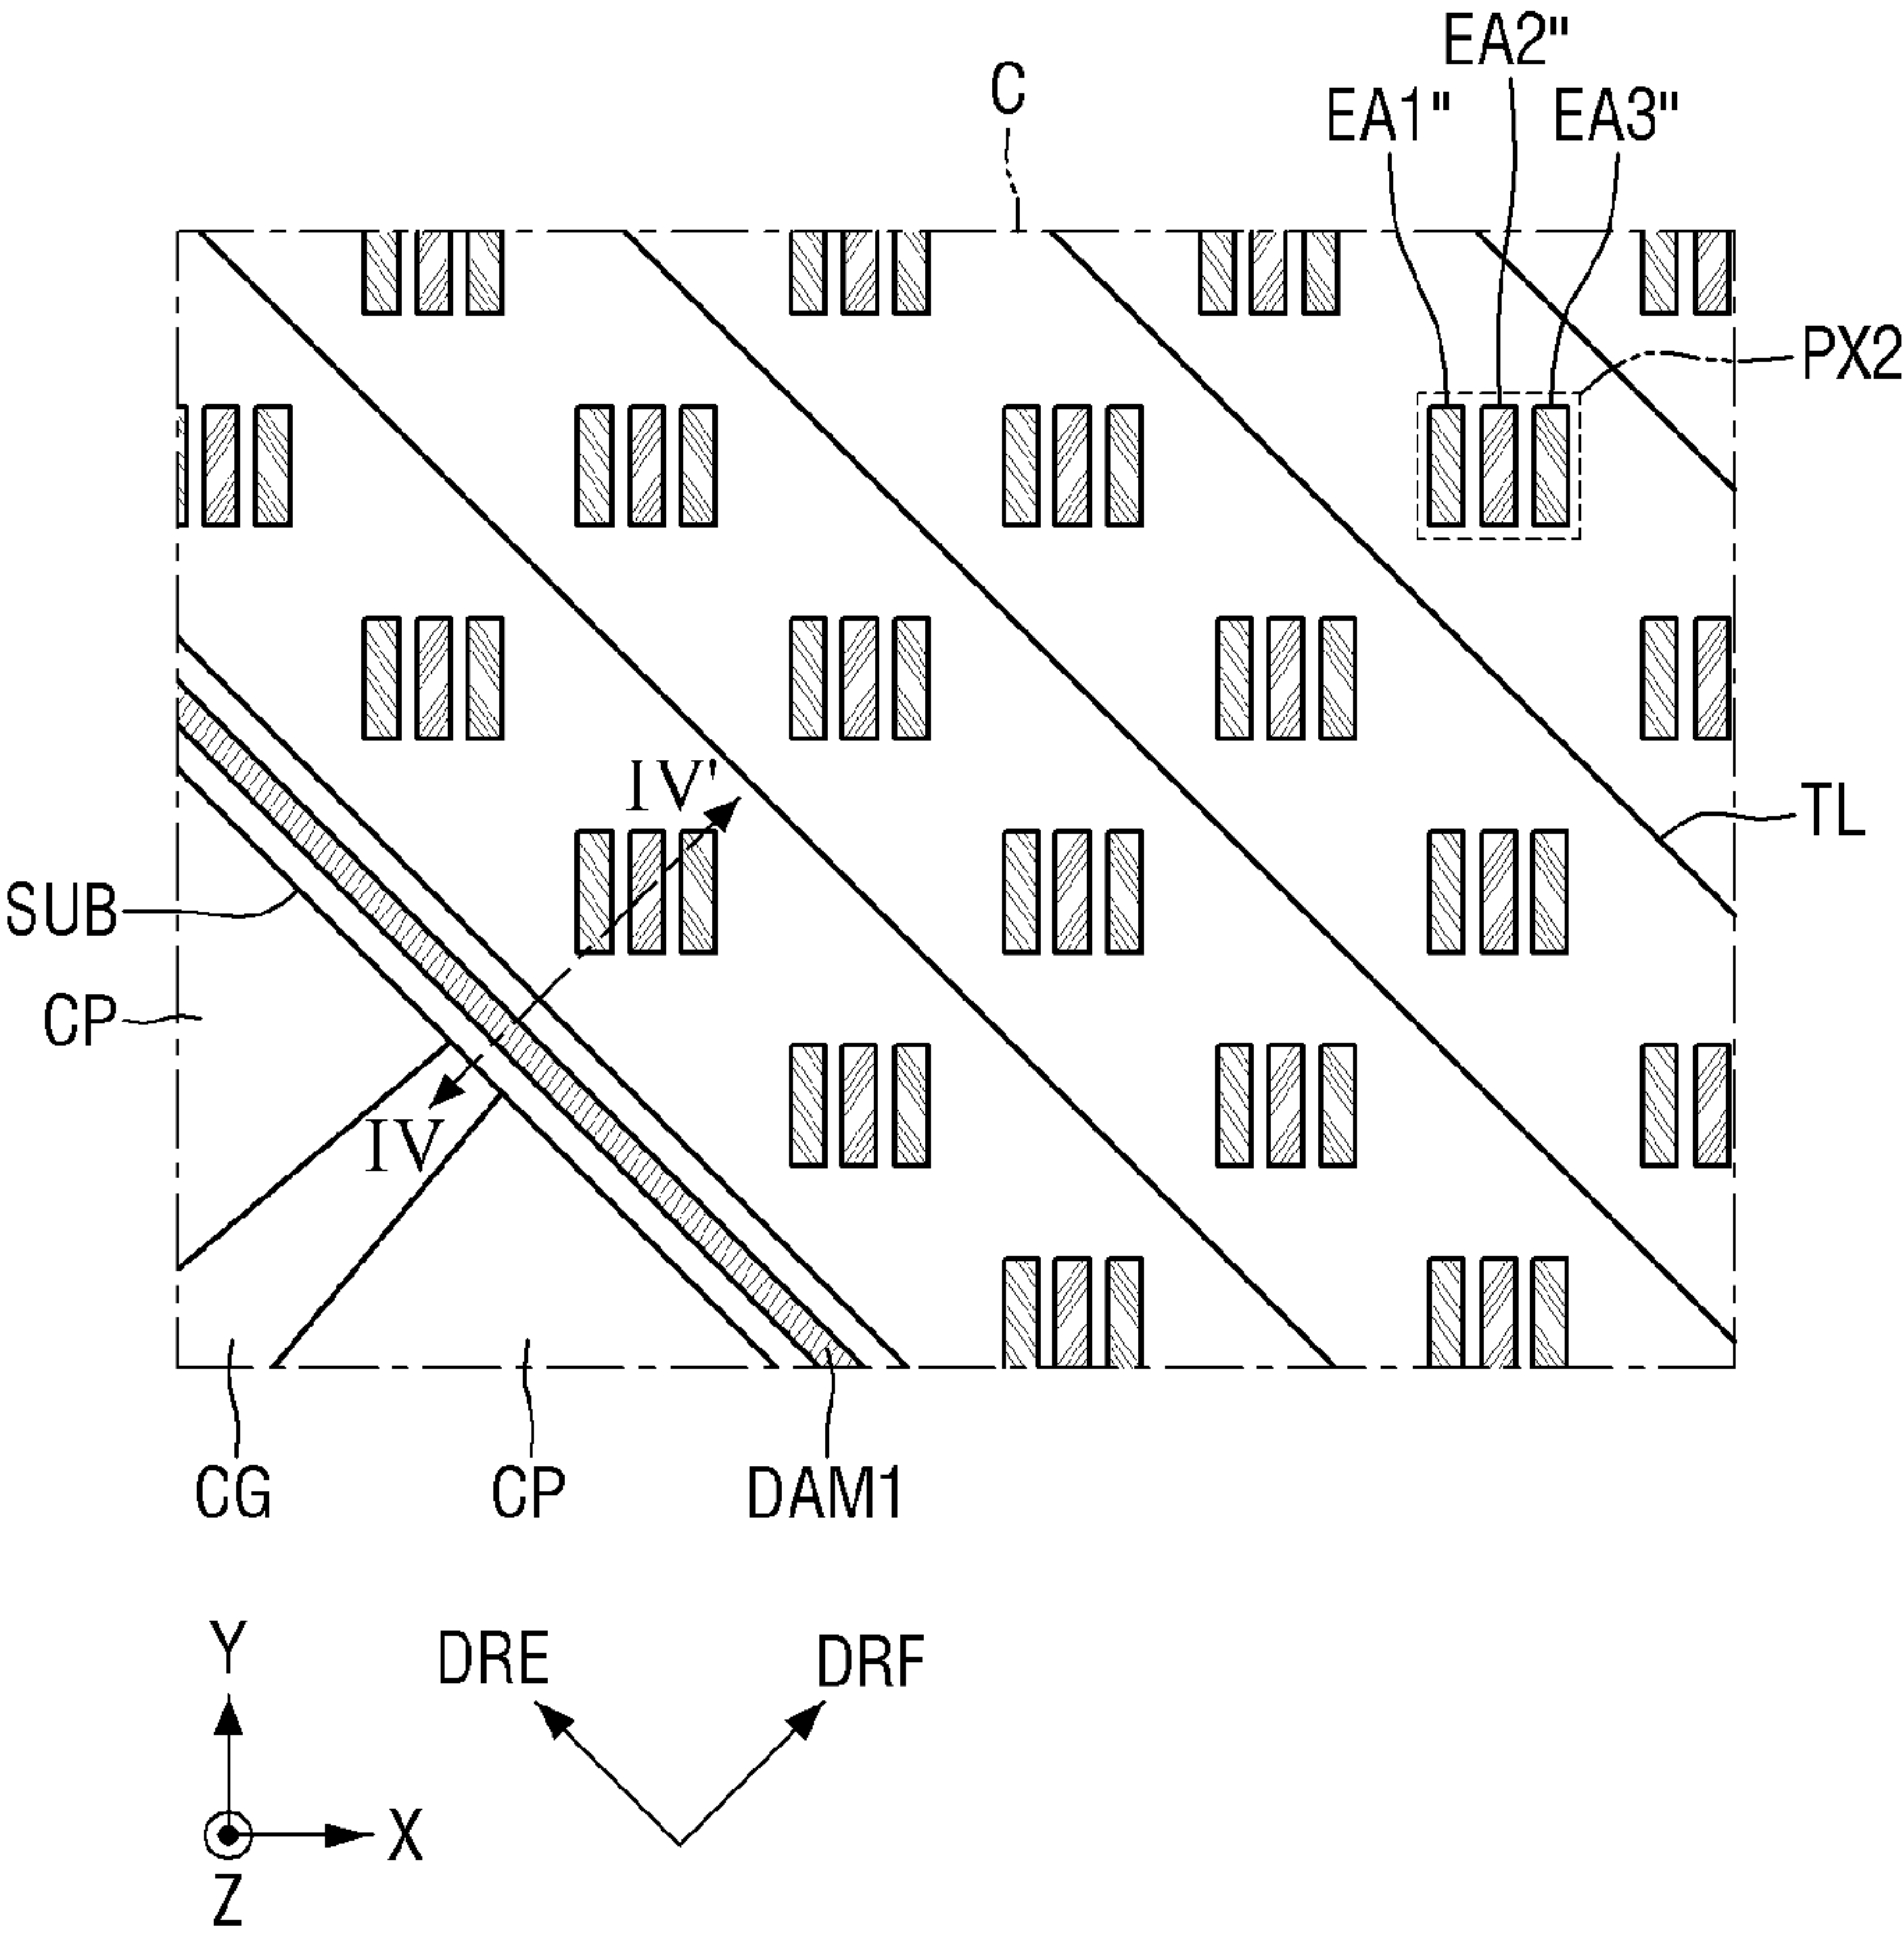 EA2"
C
EA1" EA3"
PX2
IV'
TL
SUB
CP
IV
CG CP DAM1
Y DRE DRF
X
Z